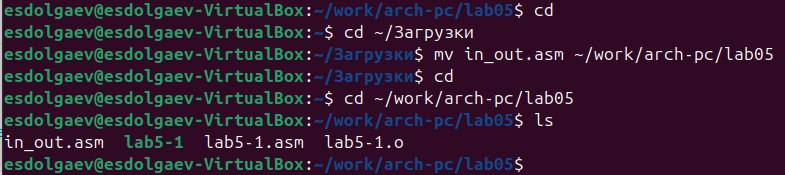 esdolgaev@esdolgaev-VirtualBox:~/work/arch-pc/lab05$ cd
esdolgaev@esdolgaev-VirtualBox:~$ cd ~/Загрузки
esdolgaev@esdolgaev-VirtualBox:~/Загрузки$ mv in_out.asm ~/work/arch-pc/lab05
esdolgaev@esdolgaev-VirtualBox:~/Загрузки$ cd
esdolgaev@esdolgaev-VirtualBox:~$ cd ~/work/arch-pc/lab05
esdolgaev@esdolgaev-VirtualBox:~/work/arch-pc/lab05$ ls
in_out.asm  lab5-1  lab5-1.asm  lab5-1.o
esdolgaev@esdolgaev-VirtualBox:~/work/arch-pc/lab05$